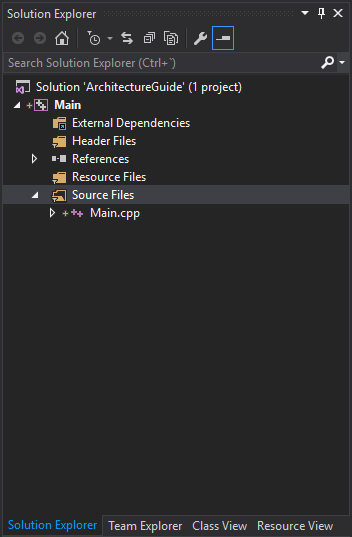 Solution Explorer
Search Solution Explorer (Ctrl+¨)
Solution 'ArchitectureGuide' (1 project)
Main
External Dependencies
Header Files
References
Resource Files
Source Files
Main.cpp
Solution Explorer Team Explorer Class View Resource View